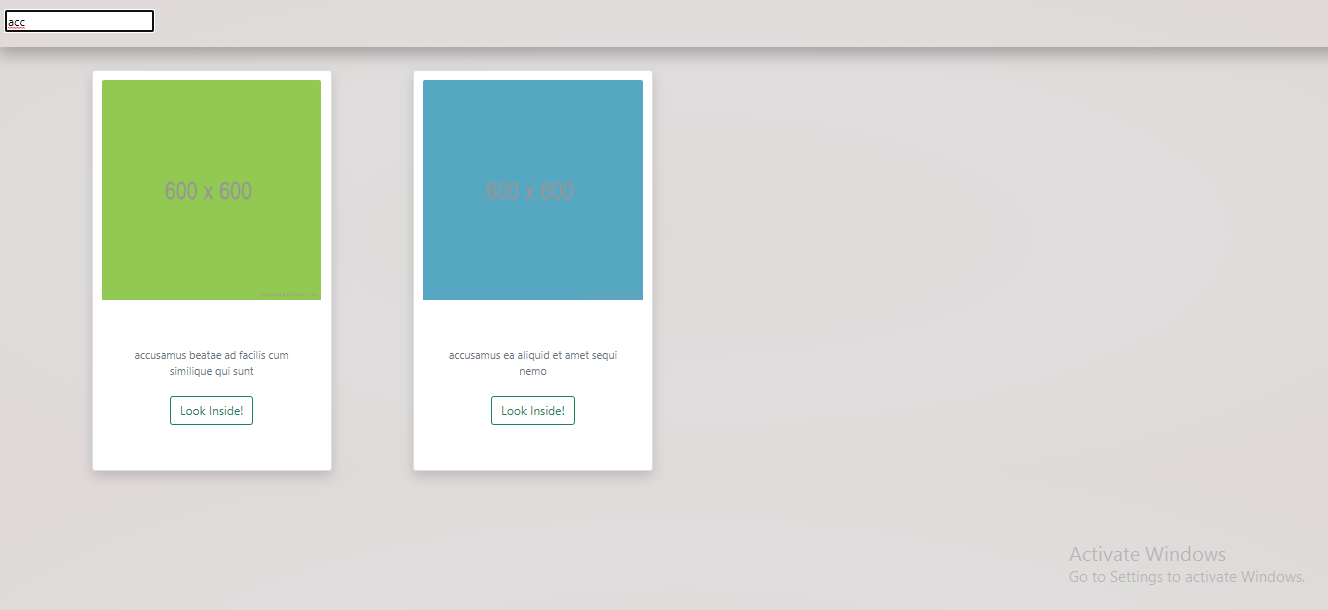 acc
600 x 600
accusamus beatae ad facilis cum
similique qui sunt
Look Inside!
600 x 600
accusamus ea aliquid et amet sequi
nemo
Look Inside!
Activate Windows
Go to Settings to activate Windows.